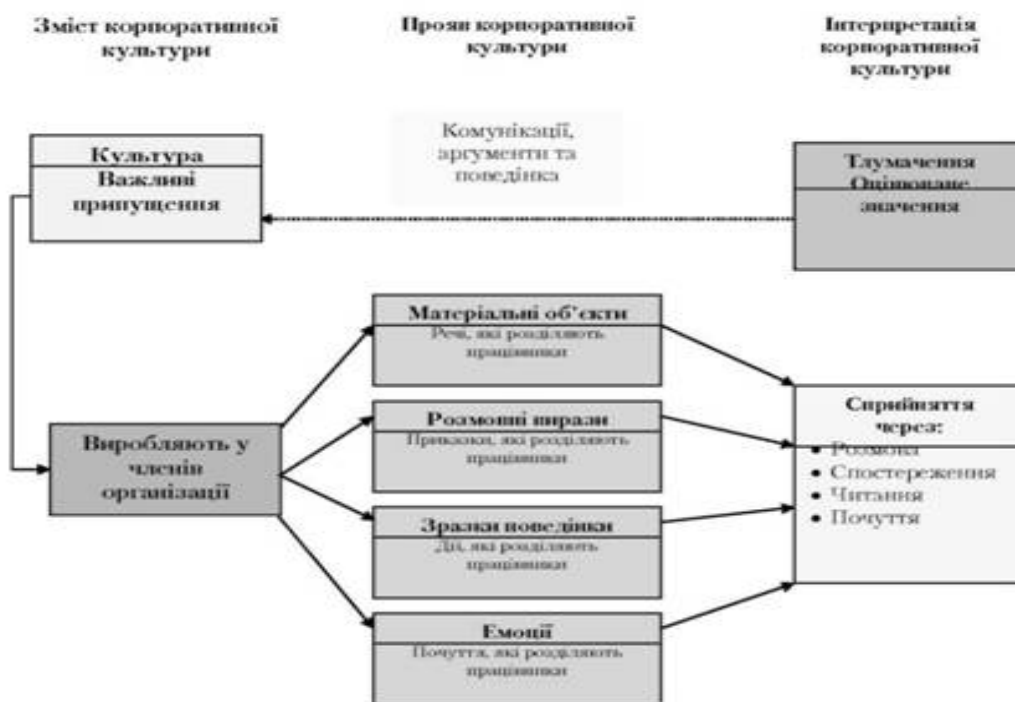 Зміст корпоративної
культури
Прояв корпоративної
культури
Інтерпретація
корпоративної
культури
Культура
Важливі
припущення
Комунікації,
аргументи та
поведінка
Тлумачення
Оцінюване
значення
Виробляють у
членів
організації
Матеріальні об'єкти
Речі, які розділяють
працівники
Розмовні вирази
Приказки, які розділяють
працівники
Зразки поведінки
Дії, які розділяють
працівники
Емоції
Почуття, які розділяють
працівники
Сприйняття
через:
• Розмова
• Спостереження
• Читання
• Почуття